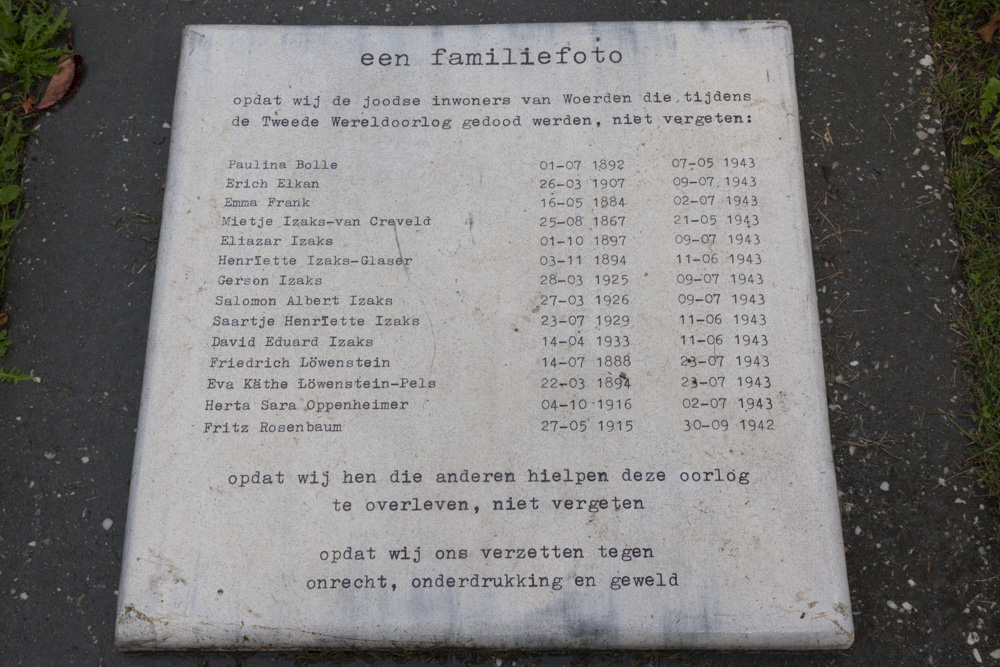 een familiefoto
opdat wij de joodse inwoners van Woerden die tijdens
de Tweede Wereldoorlog gedood werden, niet vergeten:
Paulina Bolle 01-07 1892 07-05 1943
Erich Elkan 26-03 1907 09-07 1943
Emma Frank 16-05 1884 02-07 1943
Mietje Izaks-van Creveld 25-08 1867 21-05 1943
Eliazar Izaks 01-10 1897 09-07 1943
Henrïette Izaks-Glaser 03-11 1894 11-06 1943
Gerson Izaks 28-03 1925 09-07 1943
Salomon Albert Izaks 27-03 1926 09-07 1943
Saartje Henrïette Izaks 23-07 1929 11-06 1943
David Eduard Izaks 14-04 1933 11-06 1943
Friedrich Löwenstein 14-07 1888 23-07 1943
Eva Käthe Löwenstein-Pels 22-03 1894 23-07 1943
Herta Sara Oppenheimer 04-10 1916 02-07 1943
Fritz Rosenbaum 27-05 1915 30-09 1942
opdat wij hen die anderen hielpen deze oorlog
te overleven, niet vergeten
opdat wij ons verzetten tegen
onrecht, onderdrukking en geweld